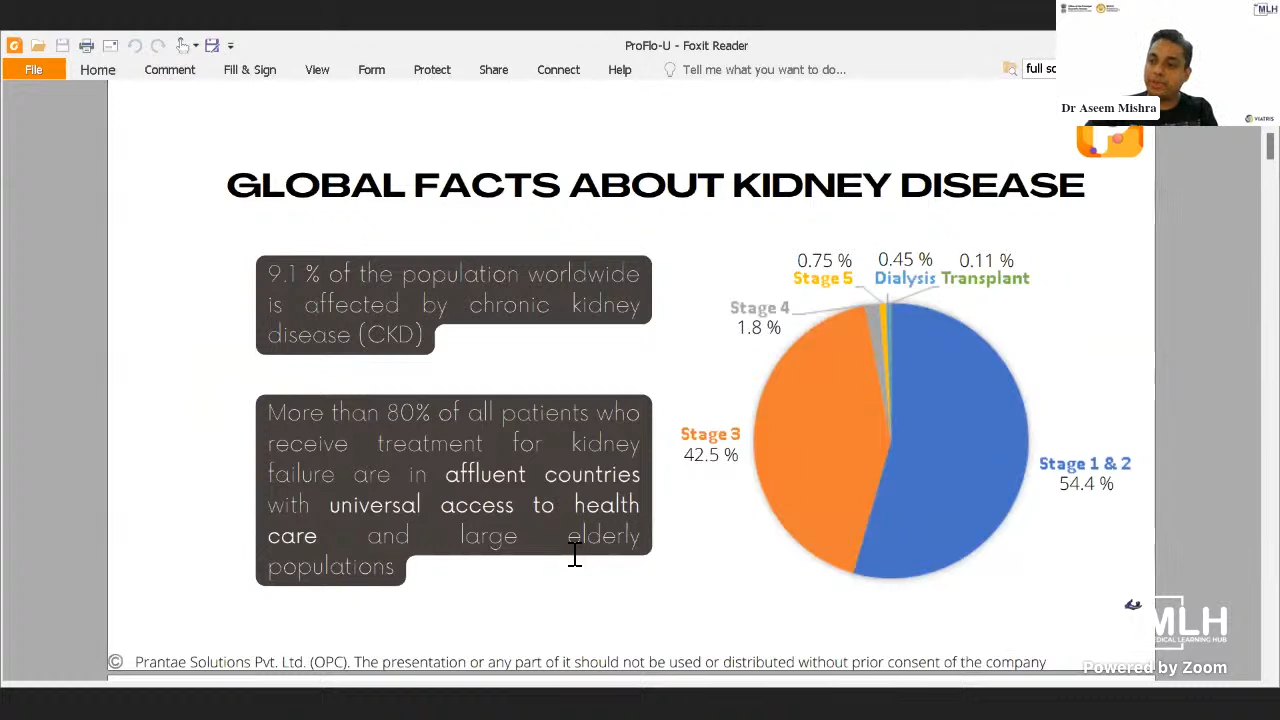 MLH
ProFlo-U - Foxit Reader
File Home Comment Fill & Sign View Form Protect Share Connect Help Tell me what you want to do... full sc
Dr Aseem Mishra
VIATRIS
GLOBAL FACTS ABOUT KIDNEY DISEASE
9.1 % of the population worldwide
is affected by chronic kidney
disease (CKD)
More than 80% of all patients who
receive treatment for kidney
failure are in affluent countries
with universal access to health
care and large elderly
populations
0.75 %
Stage 5
0.45 %
Dialysis
0.11 %
Transplant
Stage 4
1.8 %
Stage 3
42.5 %
Stage 1 & 2
54.4 %
MLH
MEDICAL LEARNING HUB
© Prantae Solutions Pvt. Ltd. (OPC). The presentation or any part of it should not be used or distributed without prior consent of the company
Powered by Zoom